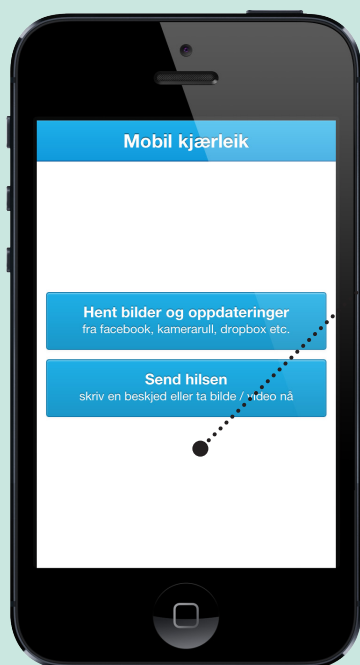 Mobil kjærleik
Hent bilder og oppdateringer
fra facebook, kamerarull, dropbox etc.
Send hilsen
skriv en beskjed eller ta bilde / video nå